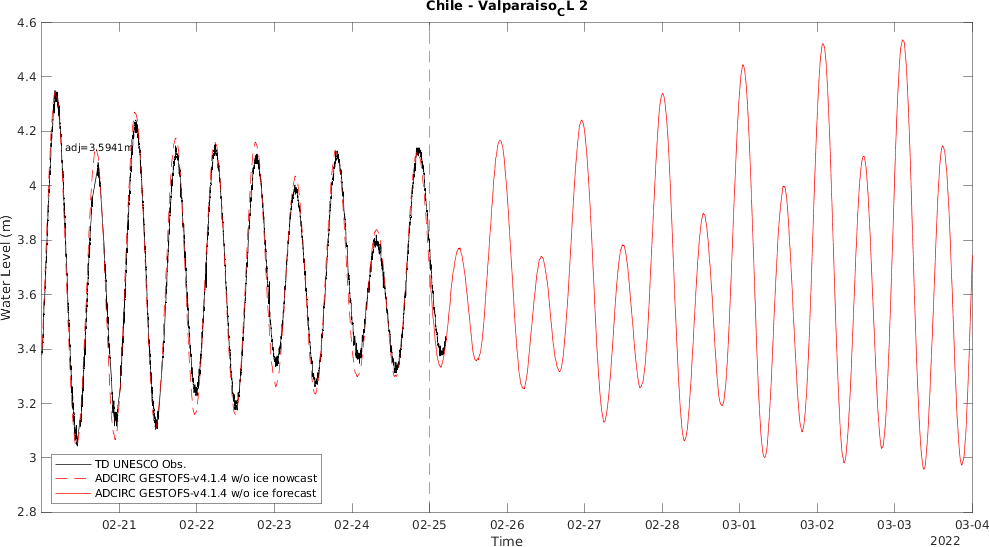 Chile - Valparaiso_CL 2
4.6
4.4
4.2
4
3.8
3.6
3.4
3.2
3
2.8
Water Level (m)
adj=3.5941m
TD UNESCO Obs.
ADCIRC GESTOFS-v4.1.4 w/o ice nowcast
ADCIRC GESTOFS-v4.1.4 w/o ice forecast
02-21 02-22 02-23 02-24 02-25 02-26 02-27 02-28 03-01 03-02 03-03 03-04
Time
2022